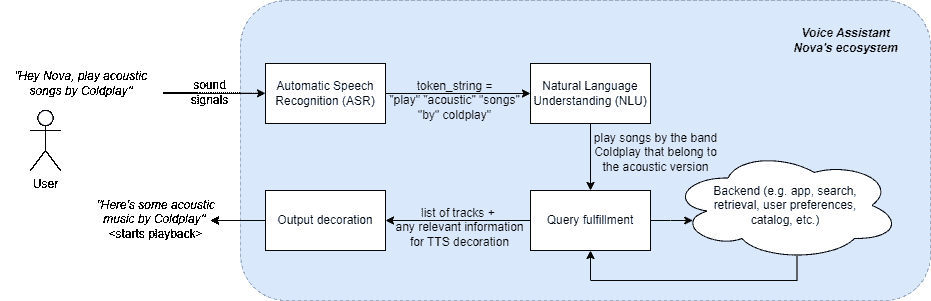 Voice Assistant
Nova's ecosystem
"Hey Nova, play acoustic
songs by Coldplay"
User
sound
signals
Automatic Speech
Recognition (ASR)
token_string =
"play" "acoustic" "songs"
"by" coldplay"
Natural Language
Understanding (NLU)
play songs by the band
Coldplay that belong to
the acoustic version
Backend (e.g. app, search,
retrieval, user preferences,
catalog, etc.)
Query fulfillment
list of tracks +
any relevant information
for TTS decoration
Output decoration
"Here's some acoustic
music by Coldplay"
<starts playback>